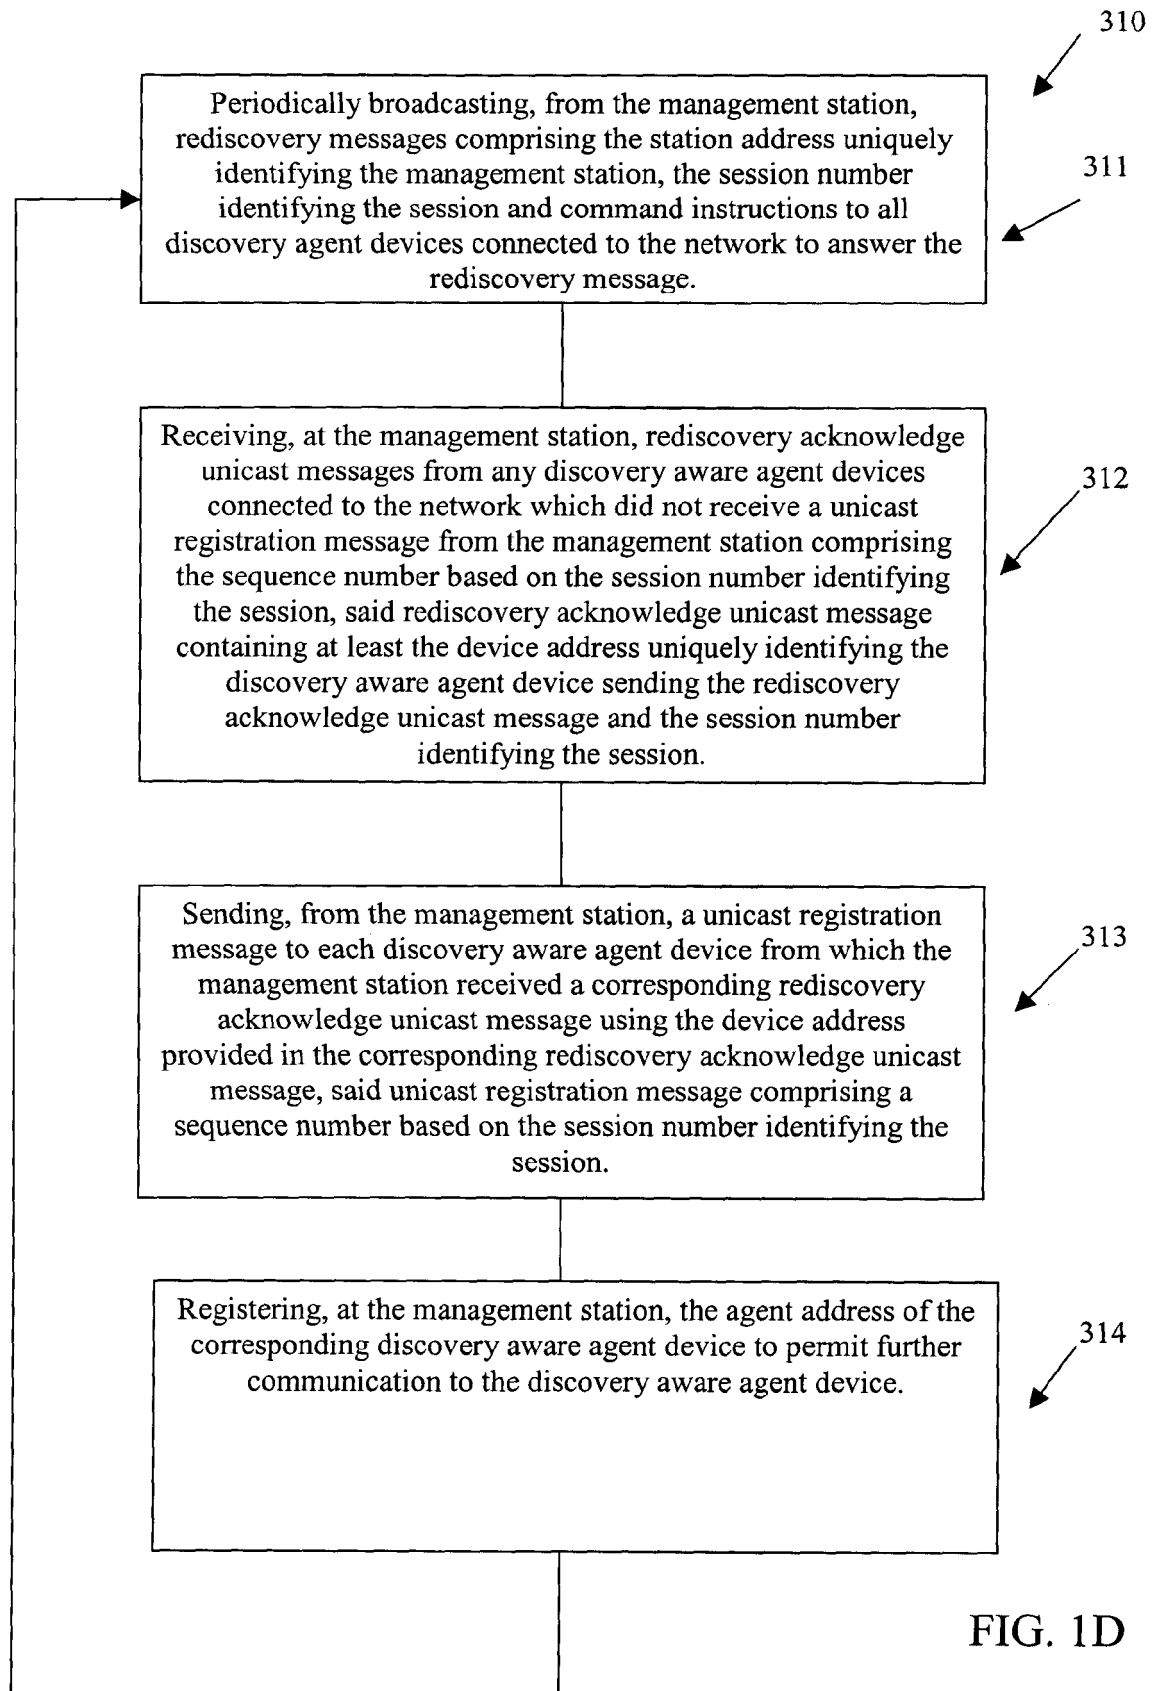 310
Periodically broadcasting, from the management station,
rediscovery messages comprising the station address uniquely
identifying the management station, the session number
identifying the session and command instructions to all
discovery agent devices connected to the network to answer the
rediscovery message.
311
Receiving, at the management station, rediscovery acknowledge
unicast messages from any discovery aware agent devices
connected to the network which did not receive a unicast
registration message from the management station comprising
the sequence number based on the session number identifying
the session, said rediscovery acknowledge unicast message
containing at least the device address uniquely identifying the
discovery aware agent device sending the rediscovery
acknowledge unicast message and the session number
identifying the session.
312
Sending, from the management station, a unicast registration
message to each discovery aware agent device from which the
management station received a corresponding rediscovery
acknowledge unicast message using the device address
provided in the corresponding rediscovery acknowledge unicast
message, said unicast registration message comprising a
sequence number based on the session number identifying the
session.
313
Registering, at the management station, the agent address of the
corresponding discovery aware agent device to permit further
communication to the discovery aware agent device.
314
FIG. 1D